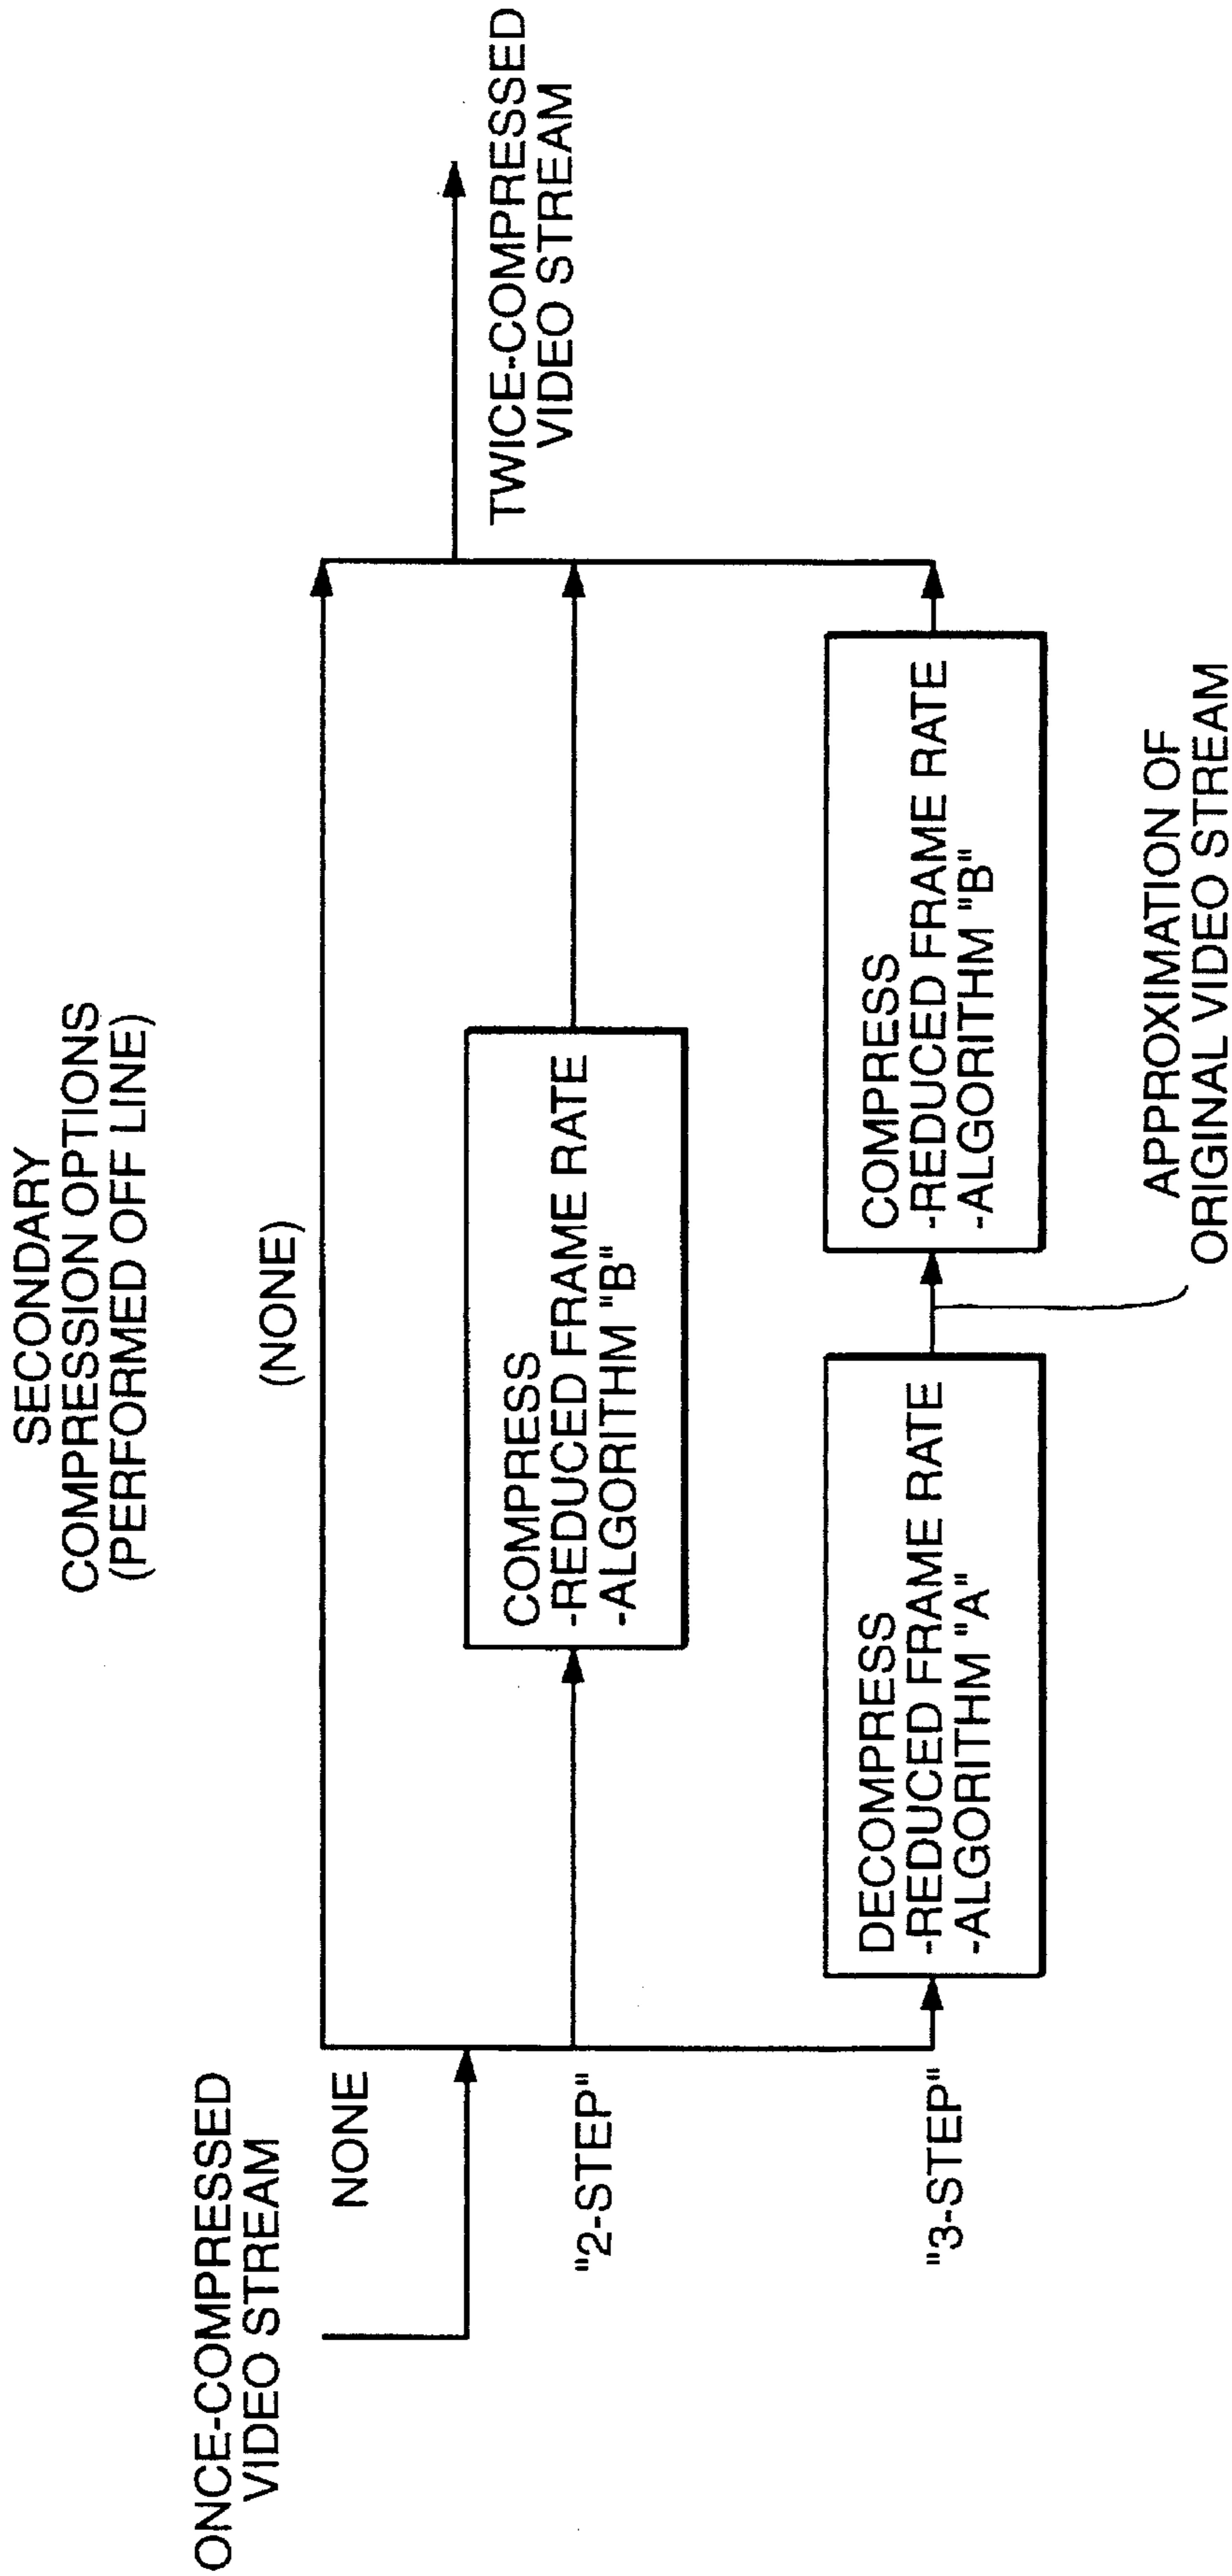 SECONDARY
COMPRESSION OPTIONS
(PERFORMED OFF LINE)
ONCE-COMPRESSED
VIDEO STREAM
NONE
(NONE)
"2-STEP"
COMPRESS
-REDUCED FRAME RATE
-ALGORITHM "B"
TWICE-COMPRESSED
VIDEO STREAM
"3-STEP"
DECOMPRESS
-REDUCED FRAME RATE
-ALGORITHM "A"
COMPRESS
-REDUCED FRAME RATE
-ALGORITHM "B"
APPROXIMATION OF
ORIGINAL VIDEO STREAM